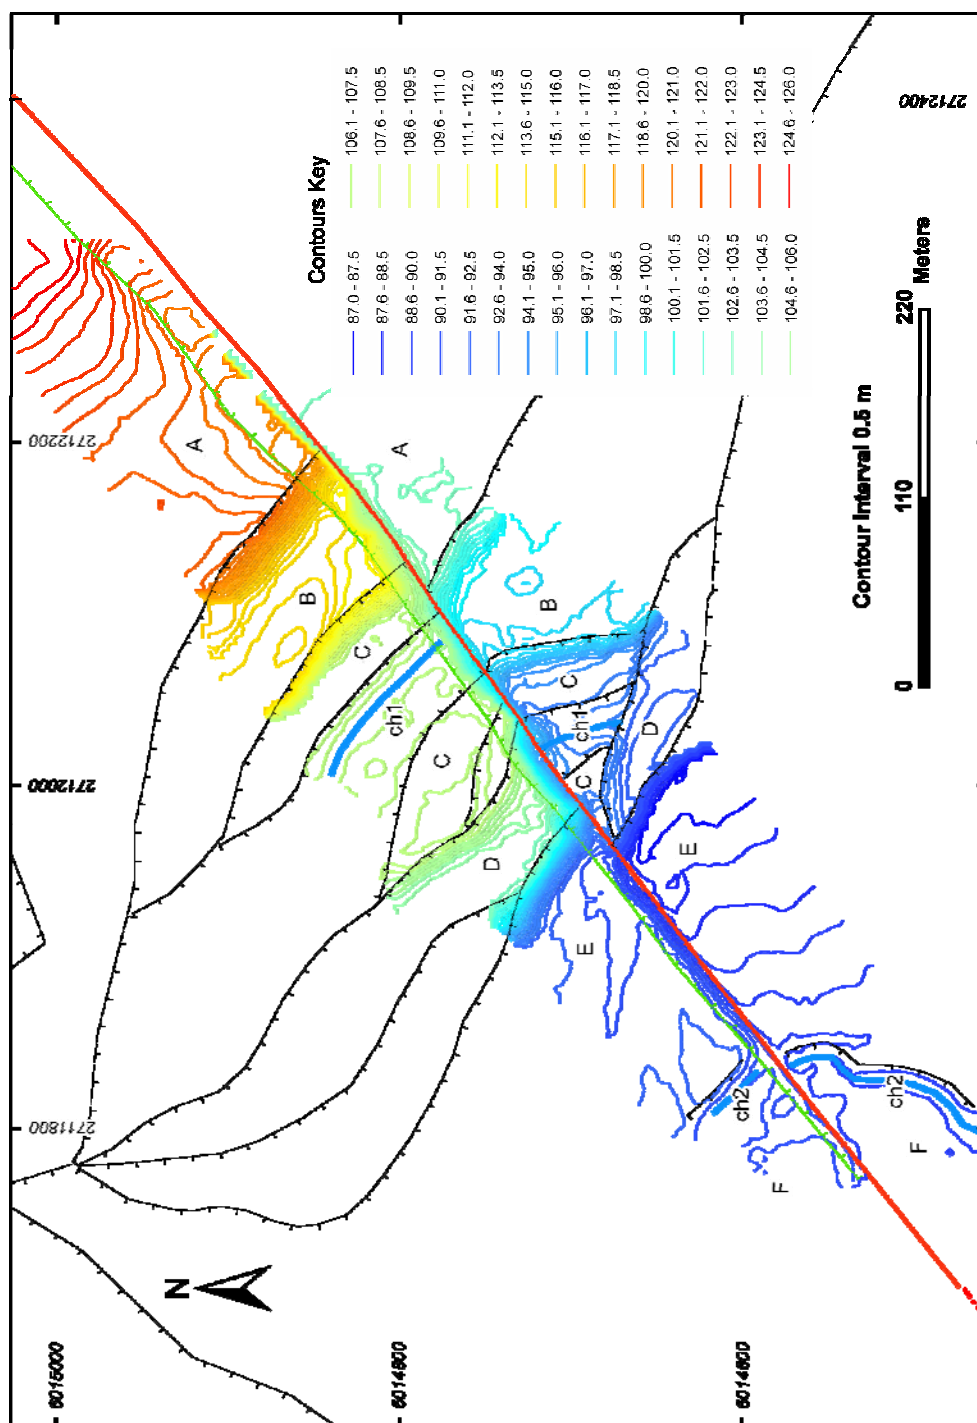 N
6015000
6014800
6014600
2711800
2712000
2712200
2712400
A
B
C
ch1
C
D
E
ch2
F
A
B
C
ch1
C
D
E
ch2
F
Contours Key
87.0 - 87.5
87.6 - 88.5
88.6 - 90.0
90.1 - 91.5
91.6 - 92.5
92.6 - 94.0
94.1 - 95.0
95.1 - 96.0
96.1 - 97.0
97.1 - 98.5
98.6 - 100.0
100.1 - 101.5
101.6 - 102.5
102.6 - 103.5
103.6 - 104.5
104.6 - 106.0
106.1 - 107.5
107.6 - 108.5
108.6 - 109.5
109.6 - 111.0
111.1 - 112.0
112.1 - 113.5
113.6 - 115.0
115.1 - 116.0
116.1 - 117.0
117.1 - 118.5
118.6 - 120.0
120.1 - 121.0
121.1 - 122.0
122.1 - 123.0
123.1 - 124.5
124.6 - 126.0
Contour Interval 0.5 m
0 110 220
Meters